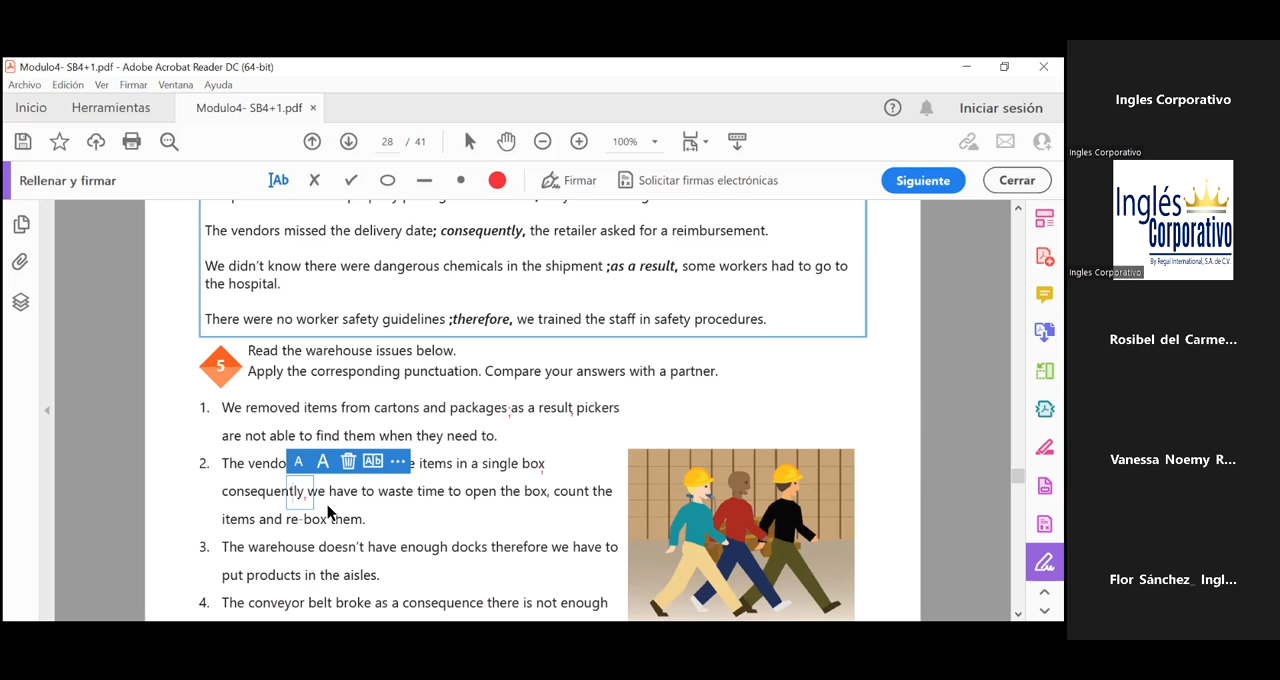 Modulo4- SB4+1.pdf - Adobe Acrobat Reader DC (64-bit)
Archivo Edición Ver Firmar Ventana Ayuda
Inicio Herramientas Modulo4- SB4+1.pdf × Iniciar sesión
28 / 41 100%
Rellenar y firmar Ab Firmar Solicitar firmas electrónicas Siguiente Cerrar
The vendors missed the delivery date; consequently, the retailer asked for a reimbursement.
We didn't know there were dangerous chemicals in the shipment ;as a result, some workers had to go to
the hospital.
There were no worker safety guidelines ;therefore, we trained the staff in safety procedures.
5 Read the warehouse issues below.
Apply the corresponding punctuation. Compare your answers with a partner.
1. We removed items from cartons and packages;as a result, pickers
are not able to find them when they need to.
2. The vendo A A Ab ... e items in a single box;
consequently,we have to waste time to open the box, count the
items and re-box them.
3. The warehouse doesn't have enough docks therefore we have to
put products in the aisles.
4. The conveyor belt broke as a consequence there is not enough
Ingles Corporativo
Ingles Corporativo
Inglés
Corporativo
By Regal International, S.A. de C.V.
Ingles Corporativo
Rosibel del Carme...
Vanessa Noemy R...
Flor Sánchez_ Ingl...